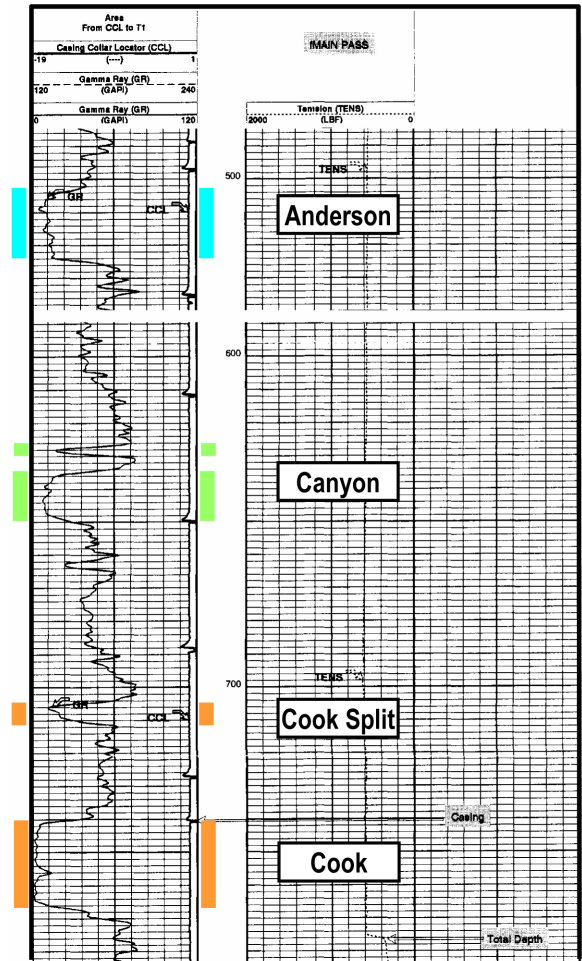 Area
From CCL to T1
Casing Collar Locator (CCL)
-19 (----) 1
Gamma Ray (GR)
120 (GAPI) 240
Gamma Ray (GR)
0 (GAPI) 120
MAIN PASS
Tension (TENS)
2000 (LBF) 0
TENS
500
GR
CCL
Anderson
600
Canyon
TENS
700
GR
CCL
Cook Split
Casing
Cook
Total Depth